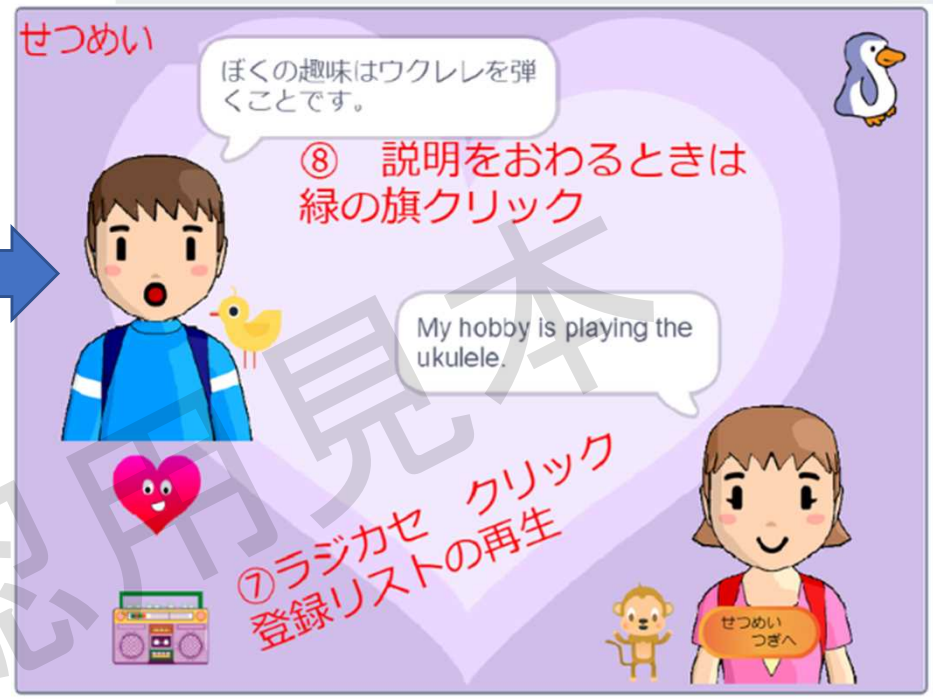 せつめい
ぼくの趣味はウクレレを弾
くことです。
⑧　説明をおわるときは
緑の旗クリック
My hobby is playing the
ukulele.
⑦ラジカセ　クリック
登録リストの再生
せつめい
つぎへ
用見本